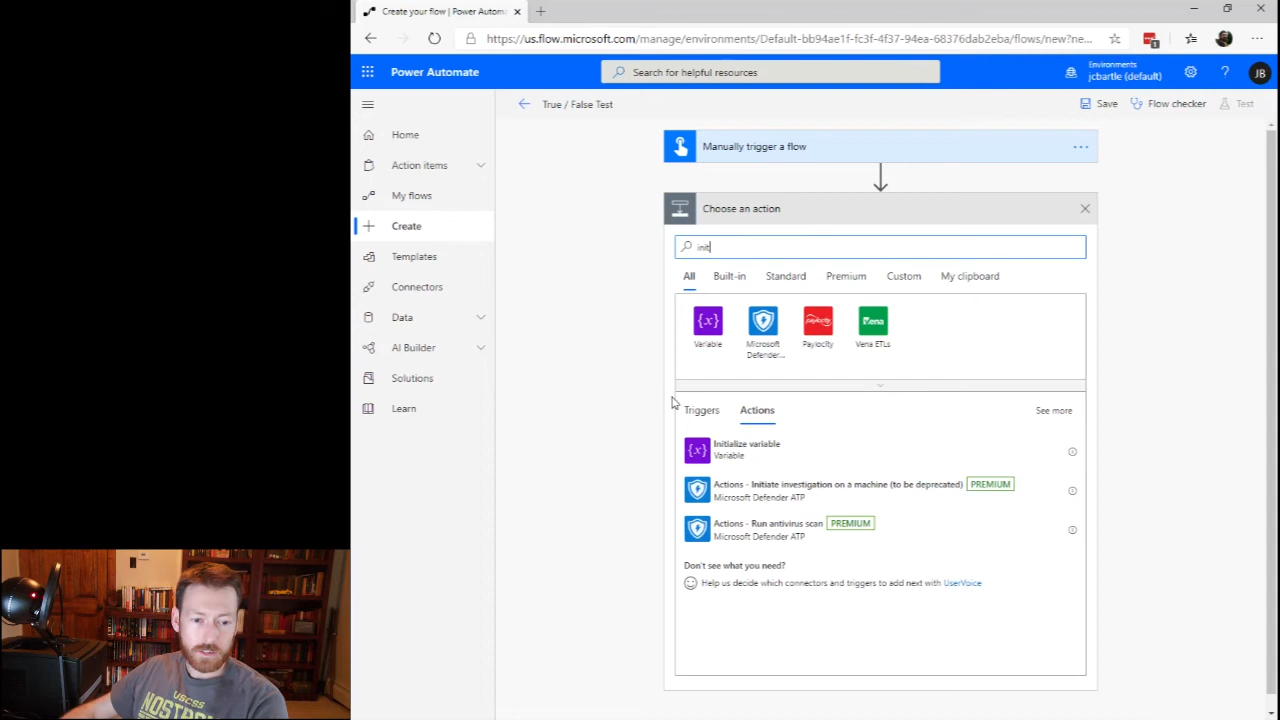 Create your flow | Power Autom
https://us.flow.microsoft.com/manage/environments/Default-bb94ae1f-fc3f-4f37-94ea-68376dab2eba/flows/new?ne...
1
Power Automate
Search for helpful resources
Environments
jcbartle (default)
?
JB
True / False Test
Save
Flow checker
Test
Home
Action items
My flows
Create
Templates
Connectors
Data
AI Builder
Solutions
Learn
Manually trigger a flow
Choose an action
init
All
Built-in
Standard
Premium
Custom
My clipboard
{x}
paylocity
vena
Variable
Microsoft
Defender...
Paylocity
Vena ETLs
Triggers
Actions
See more
{x}
Initialize variable
Variable
Actions - Initiate investigation on a machine (to be deprecated) PREMIUM
Microsoft Defender ATP
Actions - Run antivirus scan PREMIUM
Microsoft Defender ATP
Don't see what you need?
Help us decide which connectors and triggers to add next with UserVoice
USCSS
NOSTR